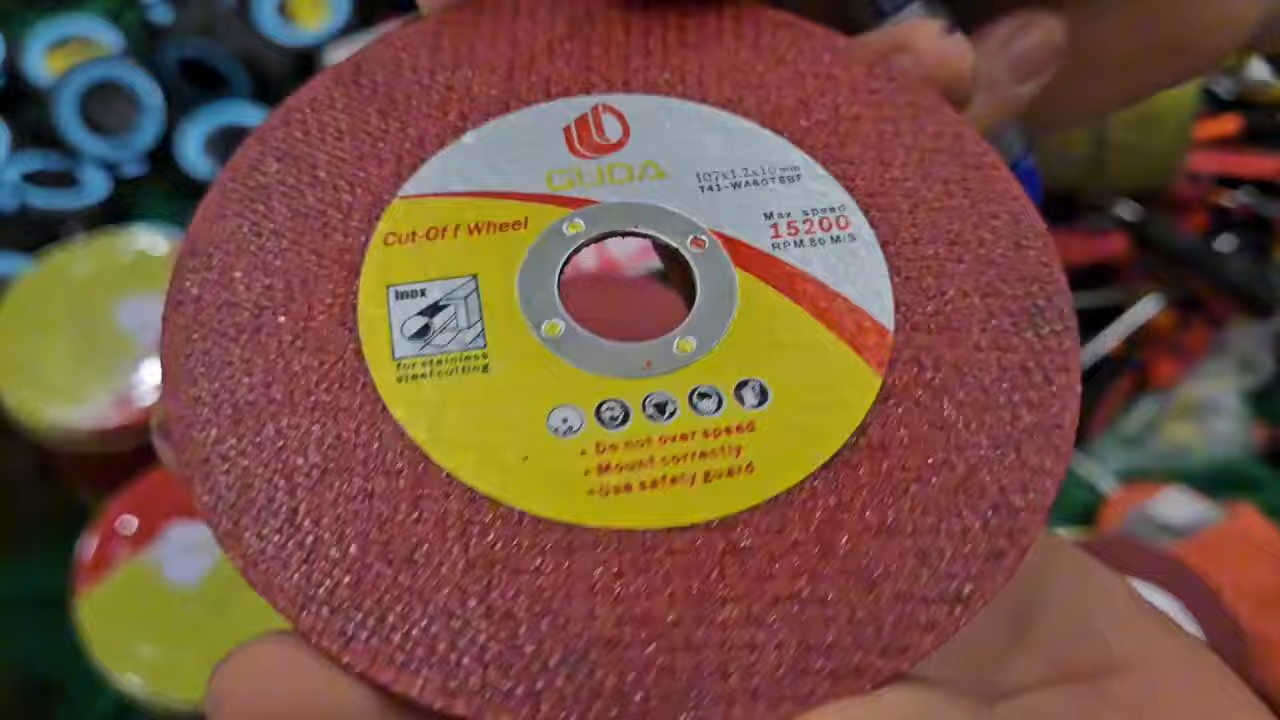 GUDA
107x1.2x16 mm
T41-WA60TBBF
Max speed
15200
RPM.80 M/S
Cut-Off Wheel
inox
for stainless
steel cutting
• Do not over speed
• Mount correctly
• Use safety guard